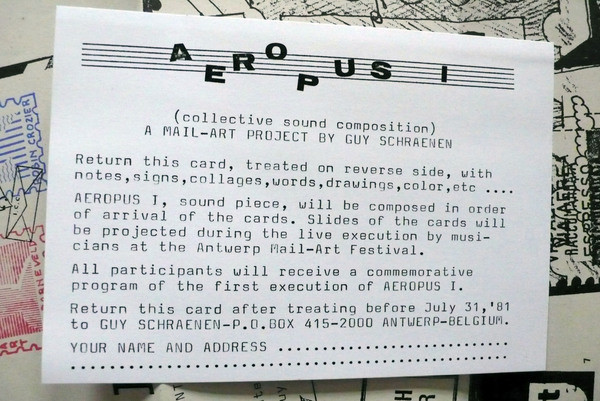 AEROPUS I
(collective sound composition)
A MAIL-ART PROJECT BY GUY SCHRAENEN
Return this card, treated on reverse side, with
notes,signs,collages,words,drawings,color,etc ....
AEROPUS I, sound piece, will be composed in order
of arrival of the cards. Slides of the cards will
be projected during the live execution by musi-
cians at the Antwerp Mail-Art Festival.
All participants will receive a commemorative
program of the first execution of AEROPUS I.
Return this card after treating before July 31,'81
to GUY SCHRAENEN-P.O.BOX 415-2000 ANTWERP-BELGIUM.
YOUR NAME AND ADDRESS ..................................
..................................................
CROZIER
ESPRESSO
7